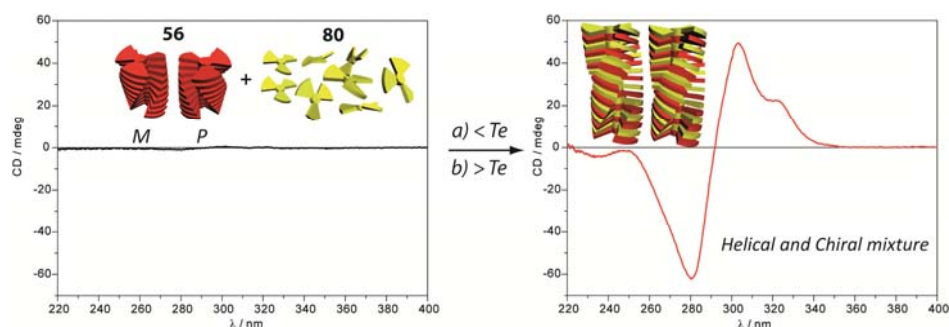 56
80
+
M
P
CD / mdeg
60
40
20
0
-20
-40
-60
220 240 260 280 300 320 340 360 380 400
λ / nm
a) < Te
b) > Te
CD / mdeg
60
40
20
0
-20
-40
-60
Helical and Chiral mixture
220 240 260 280 300 320 340 360 380 400
λ / nm